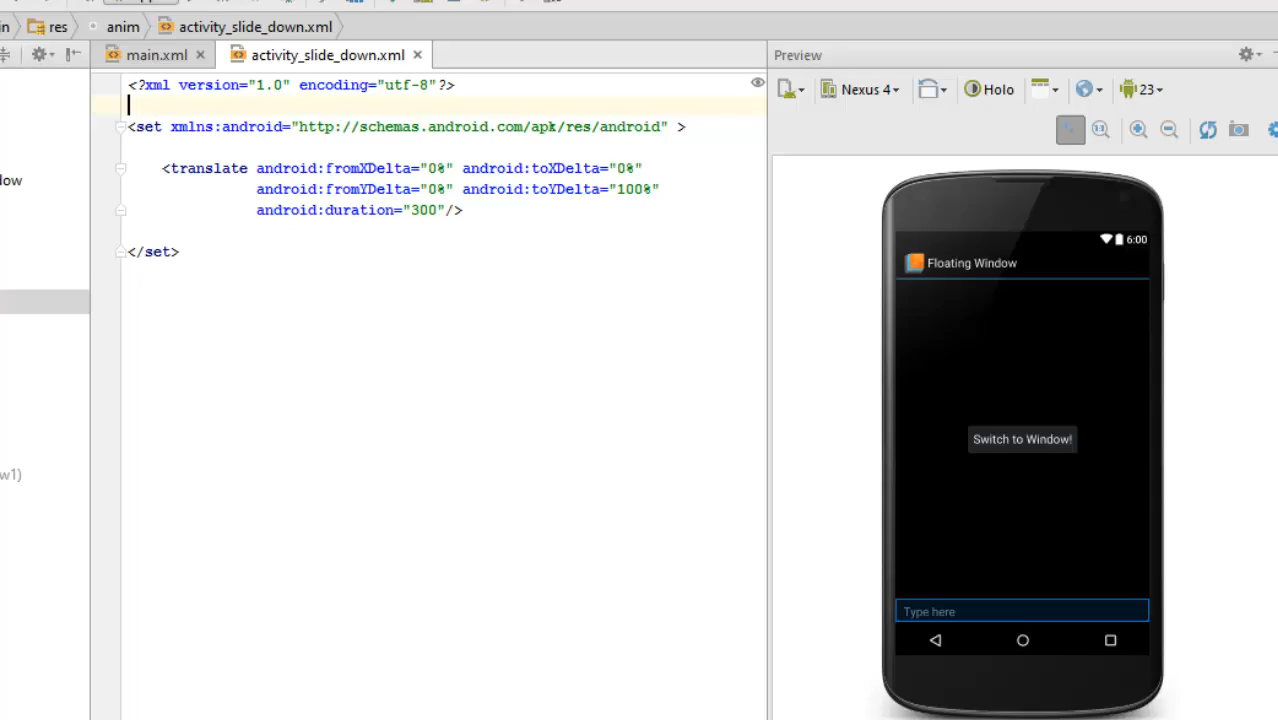 in res anim activity_slide_down.xml
main.xml activity_slide_down.xml Preview
<?xml version="1.0" encoding="utf-8"?>
Nexus 4 Holo 23
<set xmlns:android="http://schemas.android.com/apk/res/android" >
<translate android:fromXDelta="0%" android:toXDelta="0%"
android:fromYDelta="0%" android:toYDelta="100%"
android:duration="300"/>
</set>
low
w1)
6:00
Floating Window
Switch to Window!
Type here